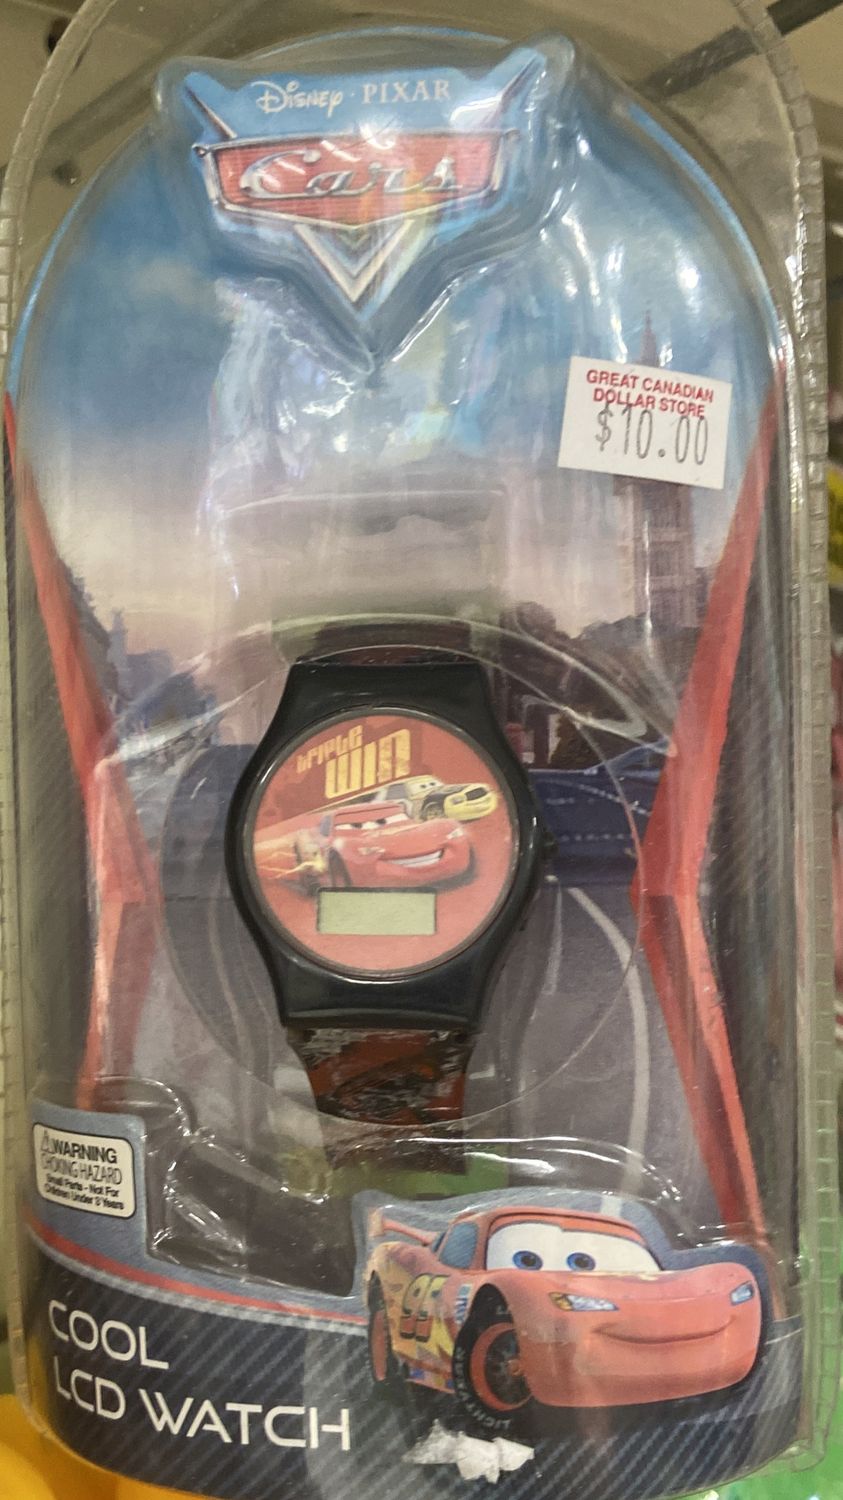 Disney · PIXAR
Cars
GREAT CANADIAN
DOLLAR STORE
$10.00
triple
WIN
WARNING
CHOKING HAZARD
Small Parts - Not For
Children Under 3 Years
95
COOL
LCD WATCH